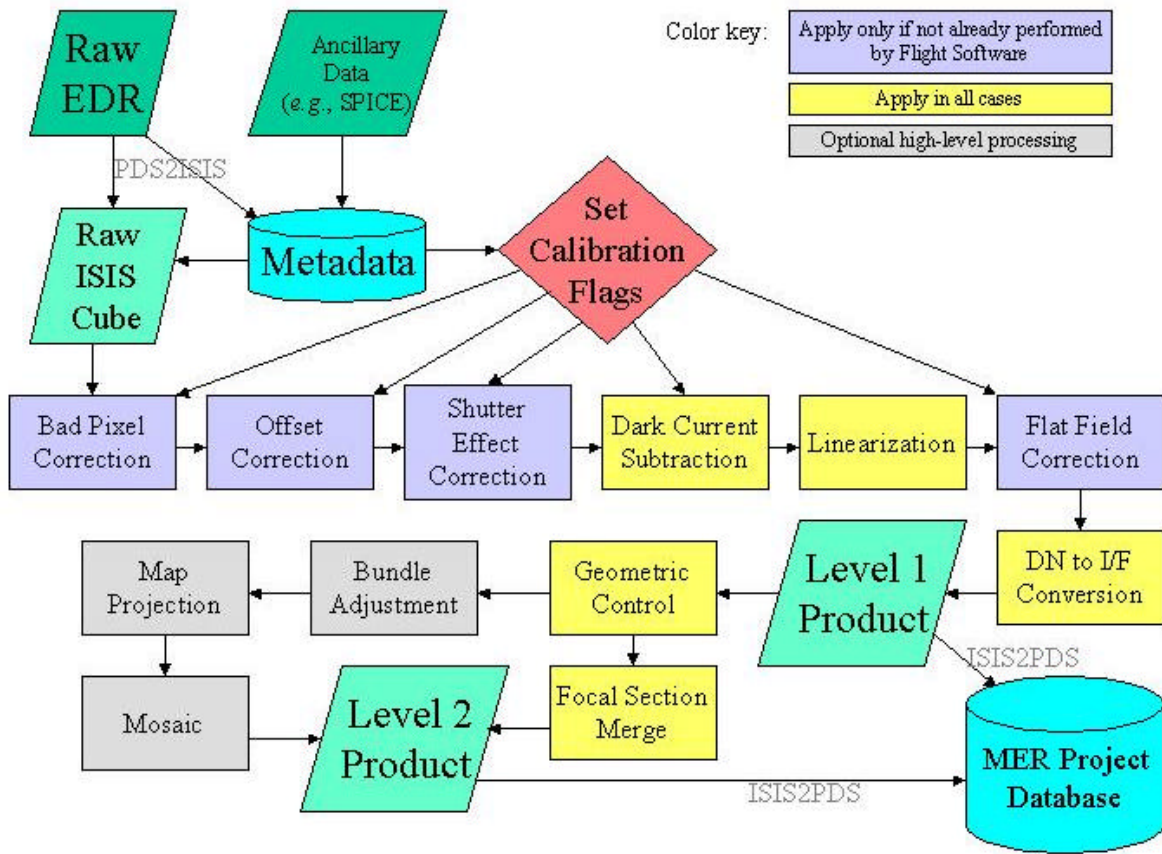 Raw
EDR
Ancillary
Data
(e.g., SPICE)
Color key:
Apply only if not already performed
by Flight Software
Apply in all cases
Optional high-level processing
PDS2ISIS
Raw
ISIS
Cube
Metadata
Set
Calibration
Flags
Bad Pixel
Correction
Offset
Correction
Shutter
Effect
Correction
Dark Current
Subtraction
Linearization
Flat Field
Correction
Map
Projection
Bundle
Adjustment
Geometric
Control
Level 1
Product
DN to I/F
Conversion
ISIS2PDS
Mosaic
Level 2
Product
Focal Section
Merge
MER Project
Database
ISIS2PDS